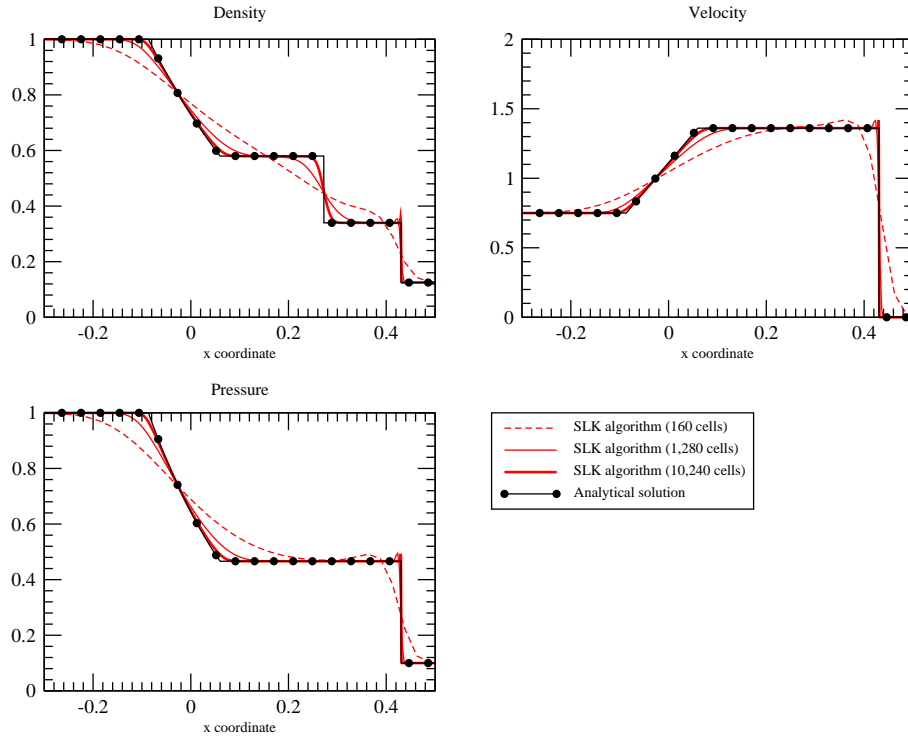 Density
1
0.8
0.6
0.4
0.2
0
-0.2
0
0.2
0.4
x coordinate
Velocity
2
1.5
1
0.5
0
-0.2
0
0.2
0.4
x coordinate
Pressure
1
0.8
0.6
0.4
0.2
0
-0.2
0
0.2
0.4
x coordinate
SLK algorithm (160 cells)
SLK algorithm (1,280 cells)
SLK algorithm (10,240 cells)
Analytical solution